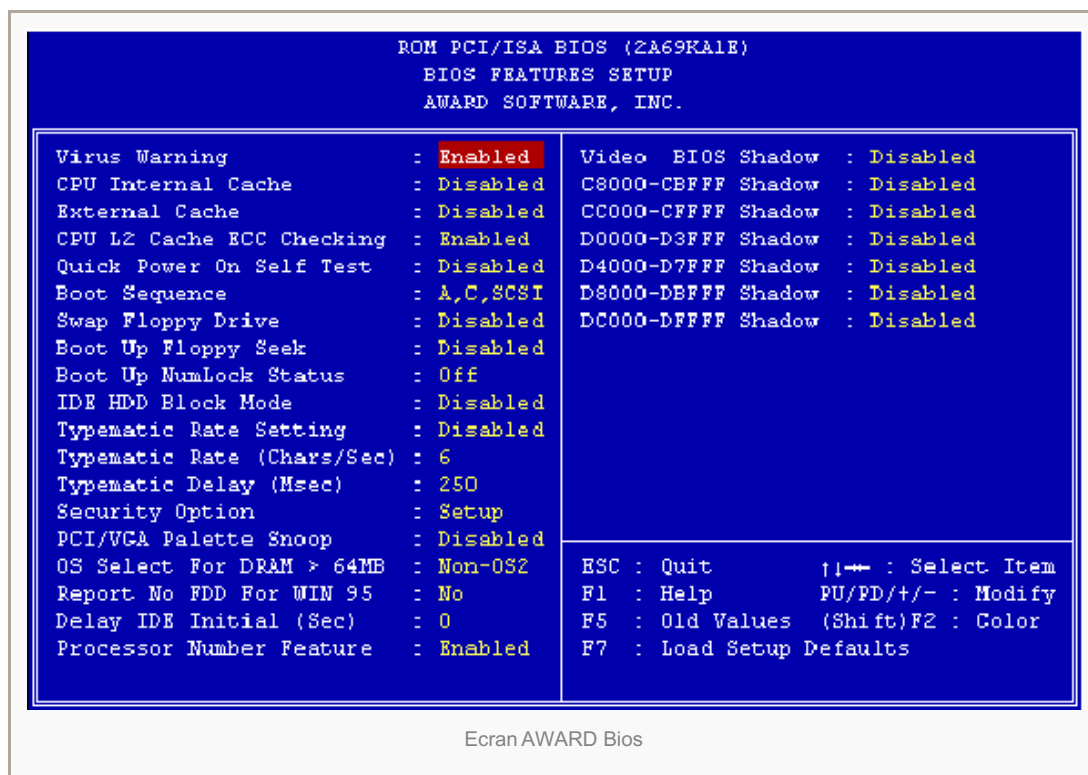 ROM PCI/ISA BIOS (2A69KA1E)
BIOS FEATURES SETUP
AWARD SOFTWARE, INC.
Virus Warning : Enabled
CPU Internal Cache : Disabled
External Cache : Disabled
CPU L2 Cache ECC Checking : Enabled
Quick Power On Self Test : Disabled
Boot Sequence : A,C,SCSI
Swap Floppy Drive : Disabled
Boot Up Floppy Seek : Disabled
Boot Up NumLock Status : Off
IDE HDD Block Mode : Disabled
Typematic Rate Setting : Disabled
Typematic Rate (Chars/Sec) : 6
Typematic Delay (Msec) : 250
Security Option : Setup
PCI/VGA Palette Snoop : Disabled
OS Select For DRAM > 64MB : Non-OS2
Report No FDD For WIN 95 : No
Delay IDE Initial (Sec) : 0
Processor Number Feature : Enabled
Video BIOS Shadow : Disabled
C8000-CBFFF Shadow : Disabled
CC000-CFFFF Shadow : Disabled
D0000-D3FFF Shadow : Disabled
D4000-D7FFF Shadow : Disabled
D8000-DBFFF Shadow : Disabled
DC000-DFFFF Shadow : Disabled
ESC : Quit ↑↓→← : Select Item
F1 : Help PU/PD/+/- : Modify
F5 : Old Values (Shift)F2 : Color
F7 : Load Setup Defaults
Ecran AWARD Bios